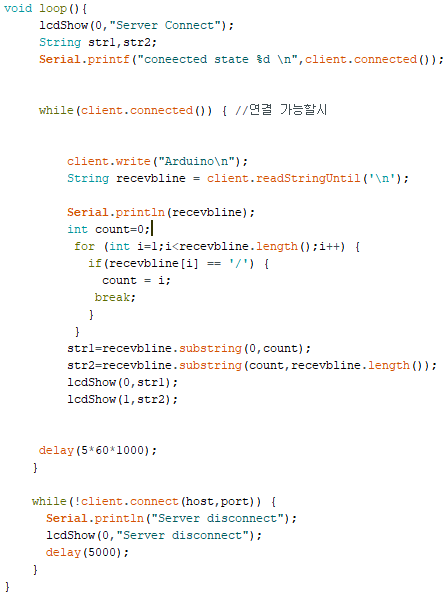 void loop(){
lcdShow(0,"Server Connect");
String str1,str2;
Serial.printf("coneected state %d \n",client.connected());
while(client.connected()) { //연결 가능할시
client.write("Arduino\n");
String recevbline = client.readStringUntil('\n');
Serial.println(recevbline);
int count=0;
for (int i=1;i<recevbline.length();i++) {
if(recevbline[i] == '/') {
count = i;
break;
}
}
str1=recevbline.substring(0,count);
str2=recevbline.substring(count,recevbline.length());
lcdShow(0,str1);
lcdShow(1,str2);
delay(5*60*1000);
}
while(!client.connect(host,port)) {
Serial.println("Server disconnect");
lcdShow(0,"Server disconnect");
delay(5000);
}
}